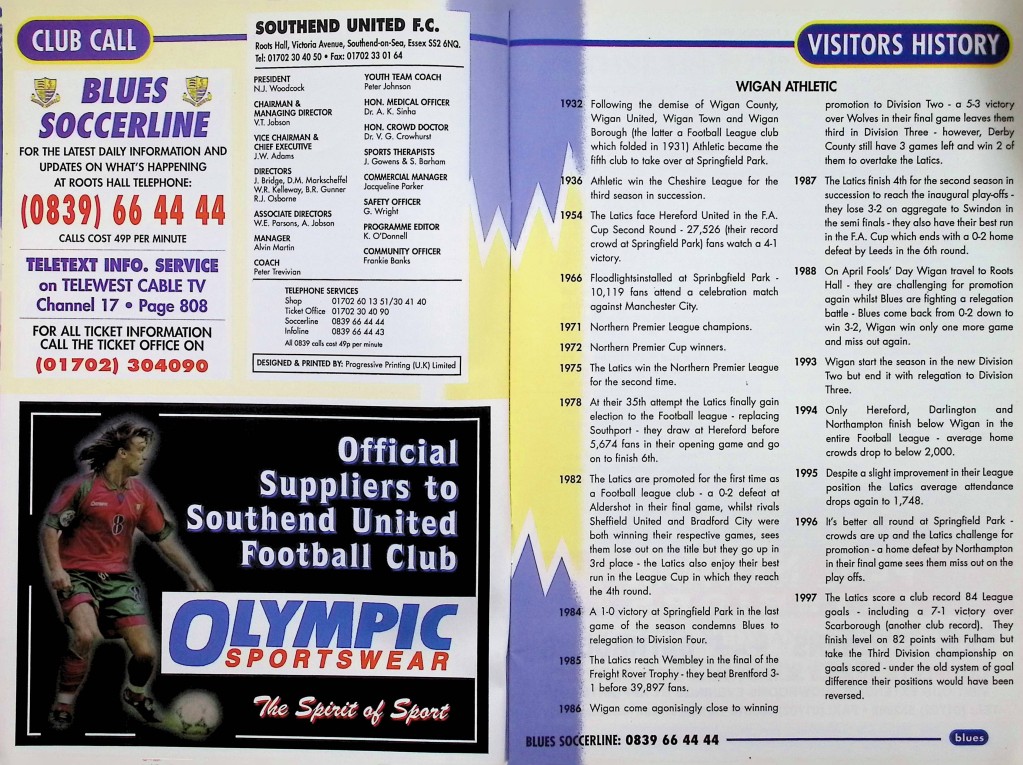 CLUB CALL
BLUES
SOCCERLINE
FOR THE LATEST DAILY INFORMATION AND
UPDATES ON WHAT'S HAPPENING
AT ROOTS HALL TELEPHONE:
(0839) 66 44 44
CALLS COST 49P PER MINUTE
TELETEXT INFO. SERVICE
on TELEWEST CABLE TV
Channel 17 • Page 808
FOR ALL TICKET INFORMATION
CALL THE TICKET OFFICE ON
(01702) 304090
SOUTHEND UNITED F.C.
Roots Hall, Victoria Avenue, Southend-on-Sea, Essex SS2 6NQ.
Tel: 01702 30 40 50 • Fax: 01702 33 01 64
PRESIDENT
N.J. Woodcock
CHAIRMAN &
MANAGING DIRECTOR
V.T. Jobson
VICE CHAIRMAN &
CHIEF EXECUTIVE
J.W. Adams
DIRECTORS
J. Bridge, D.M. Markscheffel
W.R. Kelleway, B.R. Gunner
R.J. Osborne
ASSOCIATE DIRECTORS
W.E. Parsons, A. Jobson
MANAGER
Alvin Martin
COACH
Peter Trevivian
YOUTH TEAM COACH
Peter Johnson
HON. MEDICAL OFFICER
Dr. A. K. Sinha
HON. CROWD DOCTOR
Dr. V. G. Crowhurst
SPORTS THERAPISTS
J. Gowens & S. Barham
COMMERCIAL MANAGER
Jacqueline Parker
SAFETY OFFICER
G. Wright
PROGRAMME EDITOR
K. O'Donnell
COMMUNITY OFFICER
Frankie Banks
TELEPHONE SERVICES
Shop 01702 60 13 51/30 41 40
Ticket Office 01702 30 40 90
Soccerline 0839 66 44 44
Infoline 0839 66 44 43
All 0839 calls cost 49p per minute
DESIGNED & PRINTED BY: Progressive Printing (U.K) Limited
Official
Suppliers to
Southend United
Football Club
8
OLYMPIC
SPORTSWEAR
The Spirit of Sport
VISITORS HISTORY
WIGAN ATHLETIC
1932 Following the demise of Wigan County,
Wigan United, Wigan Town and Wigan
Borough (the latter a Football League club
which folded in 1931) Athletic became the
fifth club to take over at Springfield Park.
1936 Athletic win the Cheshire League for the
third season in succession.
1954 The Latics face Hereford United in the F.A.
Cup Second Round - 27,526 (their record
crowd at Springfield Park) fans watch a 4-1
victory.
1966 Floodlightsinstalled at Sprinbgfield Park -
10,119 fans attend a celebration match
against Manchester City.
1971 Northern Premier League champions.
1972 Northern Premier Cup winners.
1975 The Latics win the Northern Premier League
for the second time.
1978 At their 35th attempt the Latics finally gain
election to the Football league - replacing
Southport - they draw at Hereford before
5,674 fans in their opening game and go
on to finish 6th.
1982 The Latics are promoted for the first time as
a Football league club - a 0-2 defeat at
Aldershot in their final game, whilst rivals
Sheffield United and Bradford City were
both winning their respective games, sees
them lose out on the title but they go up in
3rd place - the Latics also enjoy their best
run in the League Cup in which they reach
the 4th round.
1984 A 1-0 victory at Springfield Park in the last
game of the season condemns Blues to
relegation to Division Four.
1985 The Latics reach Wembley in the final of the
Freight Rover Trophy - they beat Brentford 3-
1 before 39,897 fans.
1986 Wigan come agonisingly close to winning
promotion to Division Two - a 5-3 victory
over Wolves in their final game leaves them
third in Division Three - however, Derby
County still have 3 games left and win 2 of
them to overtake the Latics.
1987 The Latics finish 4th for the second season in
succession to reach the inaugural play-offs -
they lose 3-2 on aggregate to Swindon in
the semi finals - they also have their best run
in the F.A. Cup which ends with a 0-2 home
defeat by Leeds in the 6th round.
1988 On April Fools' Day Wigan travel to Roots
Hall - they are challenging for promotion
again whilst Blues are fighting a relegation
battle - Blues come back from 0-2 down to
win 3-2, Wigan win only one more game
and miss out again.
1993 Wigan start the season in the new Division
Two but end it with relegation to Division
Three.
1994 Only Hereford, Darlington and
Northampton finish below Wigan in the
entire Football League - average home
crowds drop to below 2,000.
1995 Despite a slight improvement in their League
position the Latics average attendance
drops again to 1,748.
1996 It's better all round at Springfield Park -
crowds are up and the Latics challenge for
promotion - a home defeat by Northampton
in their final game sees them miss out on the
play offs.
1997 The Latics score a club record 84 League
goals - including a 7-1 victory over
Scarborough (another club record). They
finish level on 82 points with Fulham but
take the Third Division championship on
goals scored - under the old system of goal
difference their positions would have been
reversed.
BLUES SOCCERLINE: 0839 66 44 44
blues